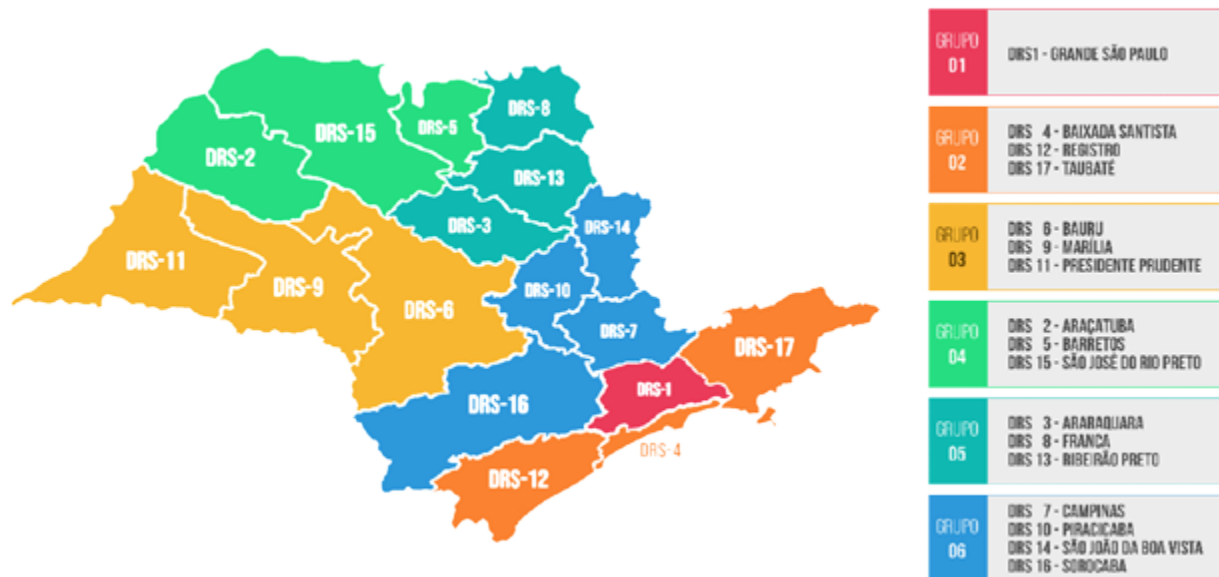 DRS-8
DRS-15
DRS-5
DRS-2
DRS-13
DRS-3
DRS-14
DRS-11
DRS-9
DRS-10
DRS-6
DRS-7
DRS-17
DRS-1
DRS-16
DRS-4
DRS-12
GRUPO
01
DRS1 - GRANDE SÃO PAULO
GRUPO
02
DRS 4 - BAIXADA SANTISTA
DRS 12 - REGISTRO
DRS 17 - TAUBATÉ
GRUPO
03
DRS 6 - BAURU
DRS 9 - MARÍLIA
DRS 11 - PRESIDENTE PRUDENTE
GRUPO
04
DRS 2 - ARAÇATUBA
DRS 5 - BARRETOS
DRS 15 - SÃO JOSÉ DO RIO PRETO
GRUPO
05
DRS 3 - ARARAQUARA
DRS 8 - FRANCA
DRS 13 - RIBEIRÃO PRETO
GRUPO
06
DRS 7 - CAMPINAS
DRS 10 - PIRACICABA
DRS 14 - SÃO JOÃO DA BOA VISTA
DRS 16 - SOROCABA